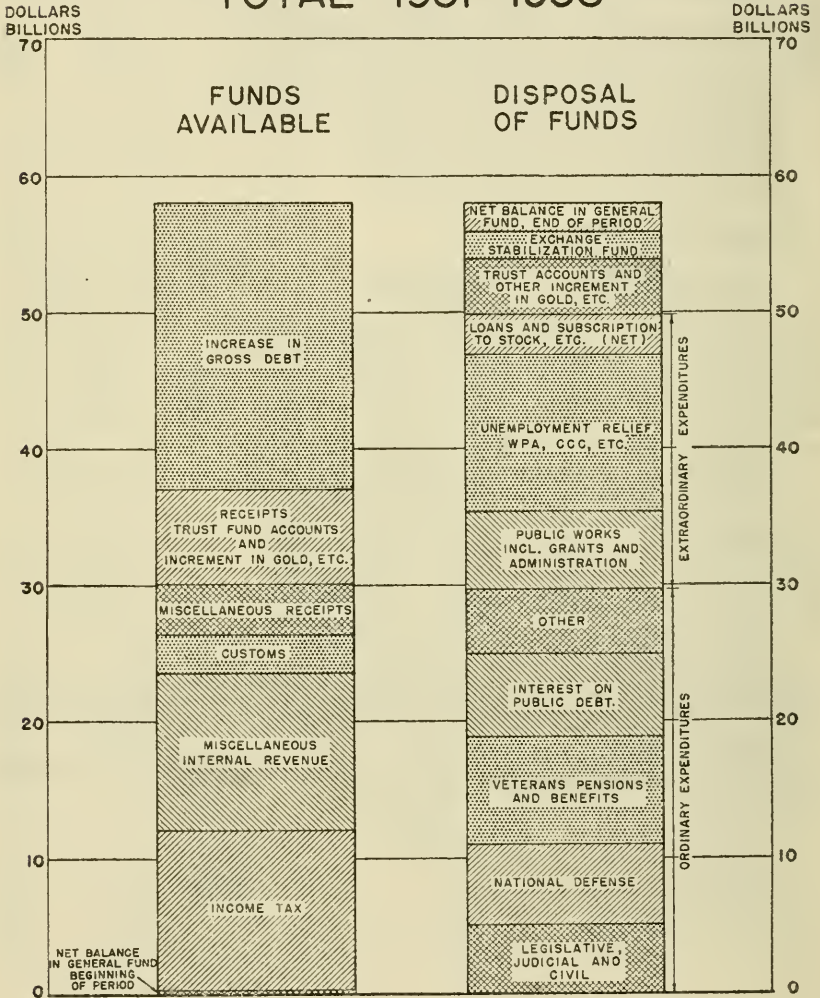 TOTAL
DOLLARS
BILLIONS
DOLLARS
BILLIONS
70
70
FUNDS
AVAILABLE
DISPOSAL
OF FUNDS
60
60
NET BALANCE IN GENERAL
FUND, END OF PERIOD
EXCHANGE
STABILIZATION FUND
TRUST ACCOUNTS AND
OTHER INCREMENT
IN GOLD, ETC.
50
50
LOANS AND SUBSCRIPTION
TO STOCK, ETC. (NET)
INCREASE IN
GROSS DEBT
EXTRAORDINARY EXPENDITURES
UNEMPLOYMENT RELIEF
WPA, CCC, ETC.
40
40
RECEIPTS
TRUST FUND ACCOUNTS
AND
INCREMENT IN GOLD, ETC.
PUBLIC WORKS
INCL. GRANTS AND
ADMINISTRATION
30
30
MISCELLANEOUS RECEIPTS
OTHER
CUSTOMS
INTEREST ON
PUBLIC DEBT.
20
20
MISCELLANEOUS
INTERNAL REVENUE
VETERANS PENSIONS
AND BENEFITS
ORDINARY EXPENDITURES
10
10
NATIONAL DEFENSE
INCOME TAX
LEGISLATIVE,
JUDICIAL AND
CIVIL
NET BALANCE
IN GENERAL FUND
BEGINNING
OF PERIOD
0
0